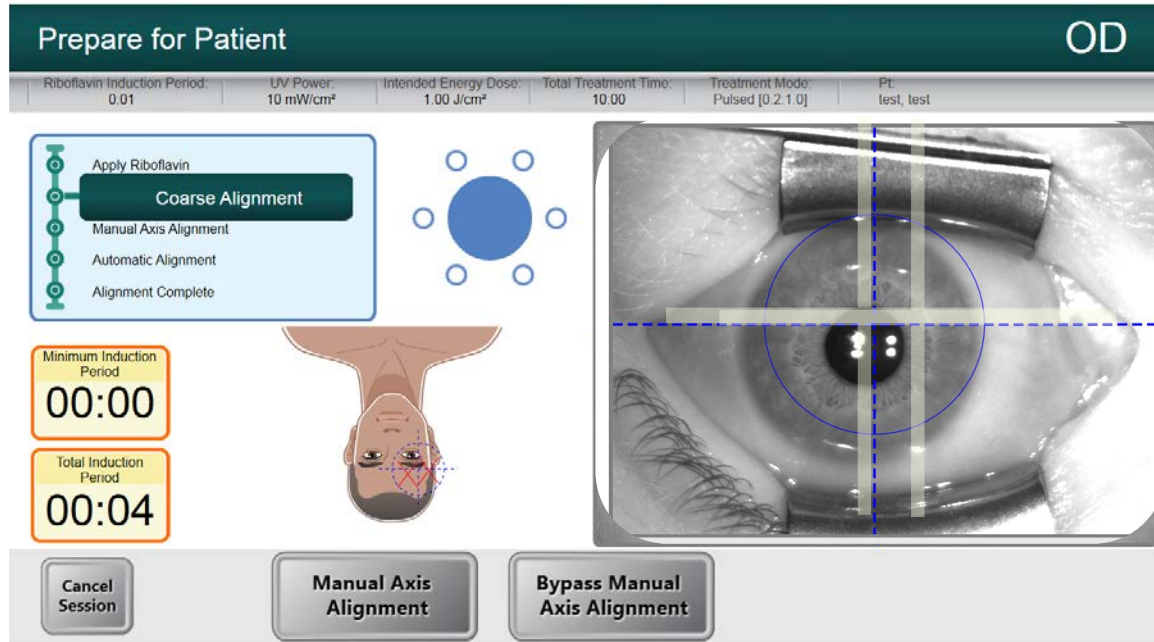 Prepare for Patient
OD
Riboflavin Induction Period:
0.01
UV Power:
10 mW/cm²
Intended Energy Dose:
1.00 J/cm²
Total Treatment Time:
10.00
Treatment Mode:
Pulsed [0.2:1.0]
Pt:
test, test
Apply Riboflavin
Coarse Alignment
Manual Axis Alignment
Automatic Alignment
Alignment Complete
Minimum Induction
Period
00:00
Total Induction
Period
00:04
Cancel
Session
Manual Axis
Alignment
Bypass Manual
Axis Alignment